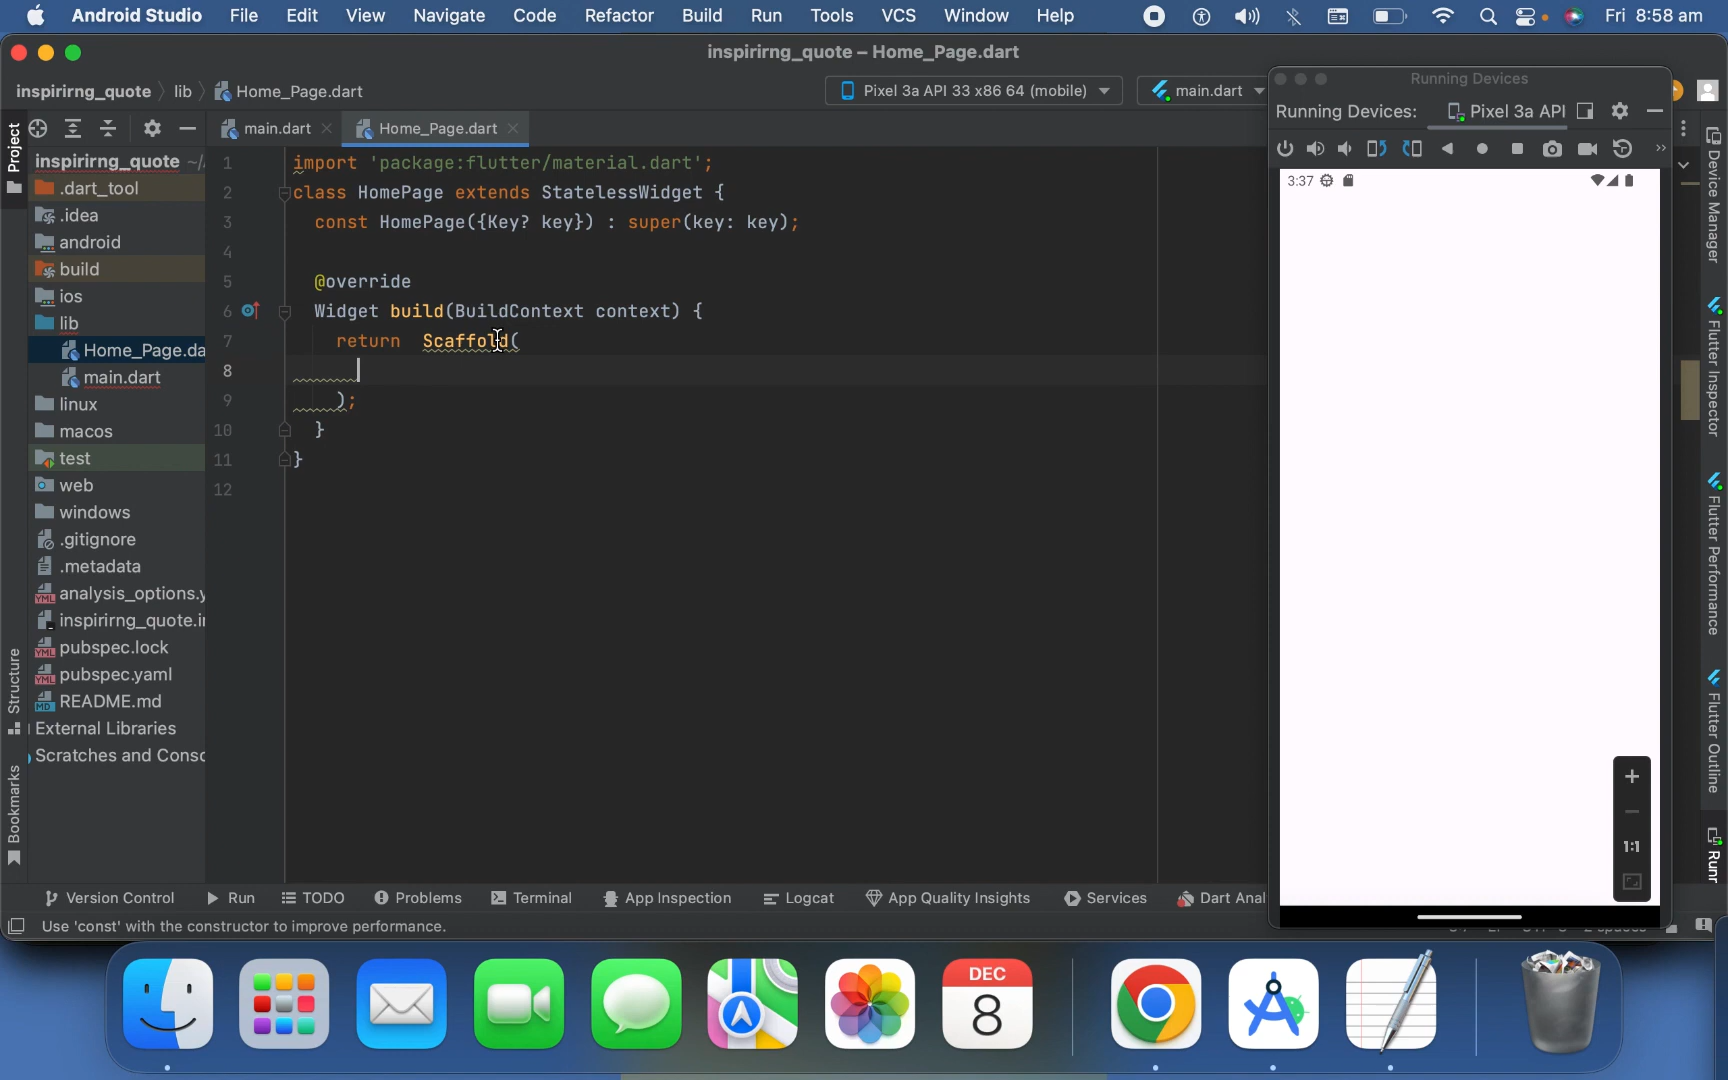 Android Studio File Edit View Navigate Code Refactor Build Run Tools VCS Window Help Fri 8:58 am
inspirirng_quote – Home_Page.dart
inspirirng_quote lib Home_Page.dart Pixel 3a API 33 x86 64 (mobile) main.dart
Running Devices
Running Devices: Pixel 3a API
main.dart Home_Page.dart
Project
inspirirng_quote ~/
.dart_tool
.idea
android
build
ios
lib
Home_Page.da
main.dart
linux
macos
test
web
windows
.gitignore
.metadata
analysis_options.y
inspirirng_quote.ir
pubspec.lock
pubspec.yaml
README.md
External Libraries
Scratches and Consc
Structure
Bookmarks
1 import 'package:flutter/material.dart';
2 class HomePage extends StatelessWidget {
3 const HomePage({Key? key}) : super(key: key);
4
5 @override
6 Widget build(BuildContext context) {
7 return Scaffold(
8
9 );
10 }
11 }
12
3:37
1:1
Device Manager
Flutter Inspector
Flutter Performance
Flutter Outline
Runr
Version Control Run TODO Problems Terminal App Inspection Logcat App Quality Insights Services Dart Anal
Use 'const' with the constructor to improve performance.
DEC
8